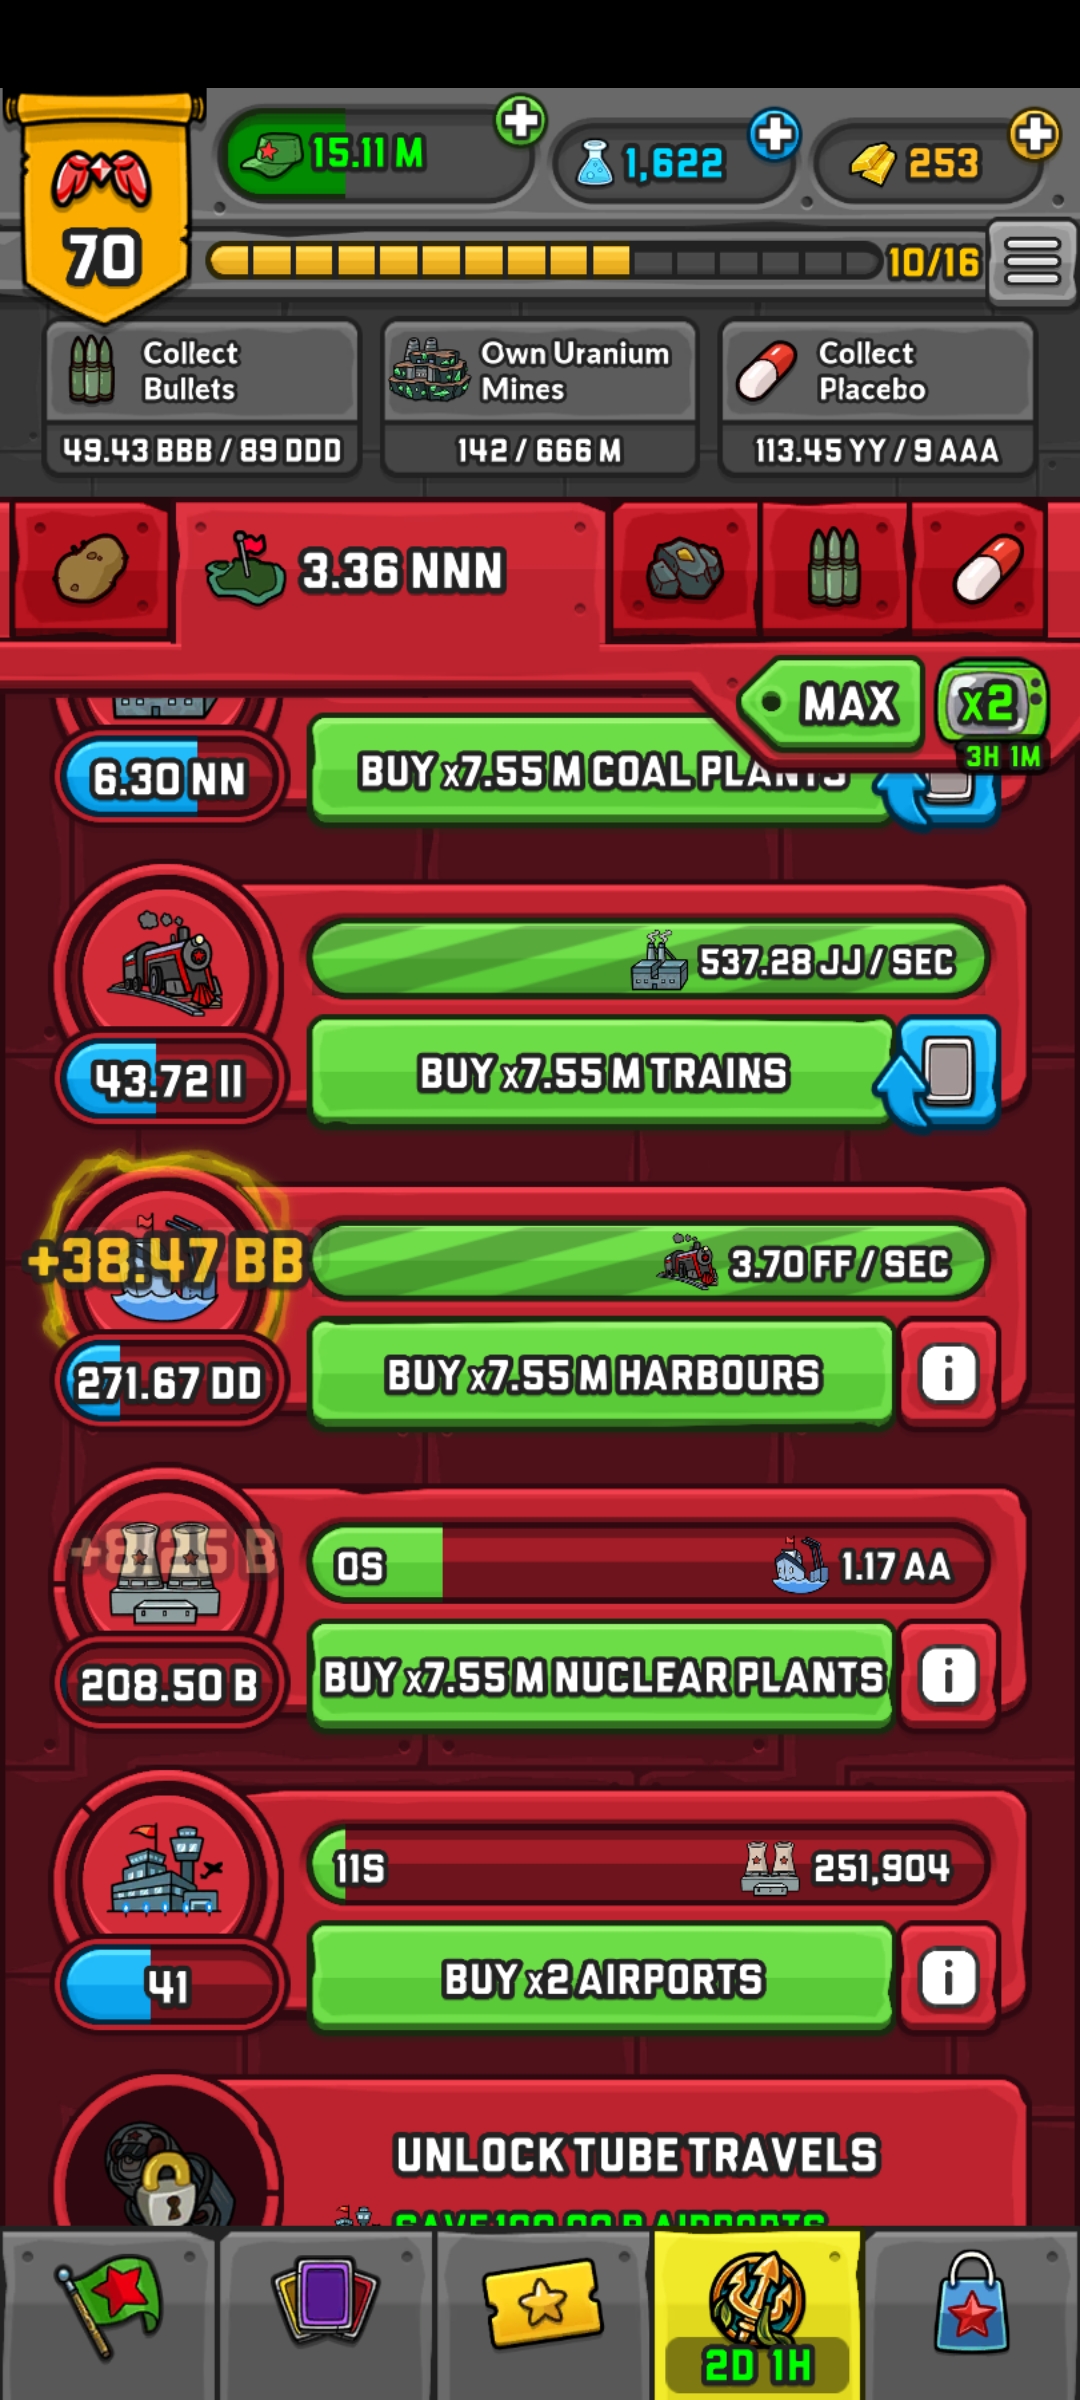 15.11 M
1,622
253
70
10/16
Collect
Bullets
49.43 BBB / 89 DDD
Own Uranium
Mines
142 / 666 M
Collect
Placebo
113.45 YY / 9 AAA
3.36 NNN
MAX
x2
3H 1M
6.30 NN
BUY x7.55 M COAL PLANTS
537.28 JJ / SEC
43.72 II
BUY x7.55 M TRAINS
+38.47 BB
3.70 FF / SEC
271.67 DD
BUY x7.55 M HARBOURS
i
+8.25 B
0S
1.17 AA
208.50 B
BUY x7.55 M NUCLEAR PLANTS
i
11S
251,904
41
BUY x2 AIRPORTS
i
UNLOCK TUBE TRAVELS
AIRPORTS
2D 1H